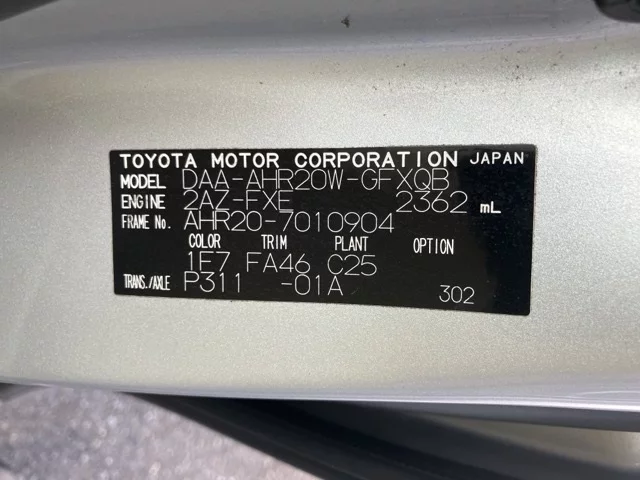 TOYOTA MOTOR CORPORATION JAPAN
MODEL DAA-AHR20W-GFXQB
ENGINE 2AZ-FXE 2362 mL
FRAME No. AHR20-7010904
COLOR TRIM PLANT OPTION
1F7 FA46 C25
TRANS./AXLE P311 -01A 302